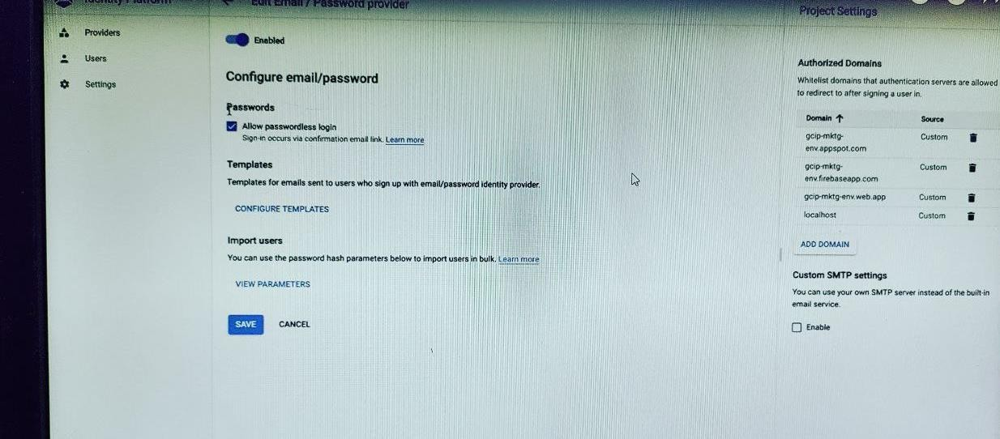 Identity Platform
Edit Email / Password provider
Providers
Users
Settings
Enabled
Configure email/password
Passwords
Allow passwordless login
Sign-in occurs via confirmation email link. Learn more
Templates
Templates for emails sent to users who sign up with email/password identity provider.
CONFIGURE TEMPLATES
Import users
You can use the password hash parameters below to import users in bulk. Learn more
VIEW PARAMETERS
SAVE CANCEL
Project Settings
Authorized Domains
Whitelist domains that authentication servers are allowed
to redirect to after signing a user in.
Domain ↑ Source
gcip-mktg- Custom
env.appspot.com
gcip-mktg- Custom
env.firebaseapp.com
gcip-mktg-env.web.app Custom
localhost Custom
ADD DOMAIN
Custom SMTP settings
You can use your own SMTP server instead of the built-in
email service.
Enable